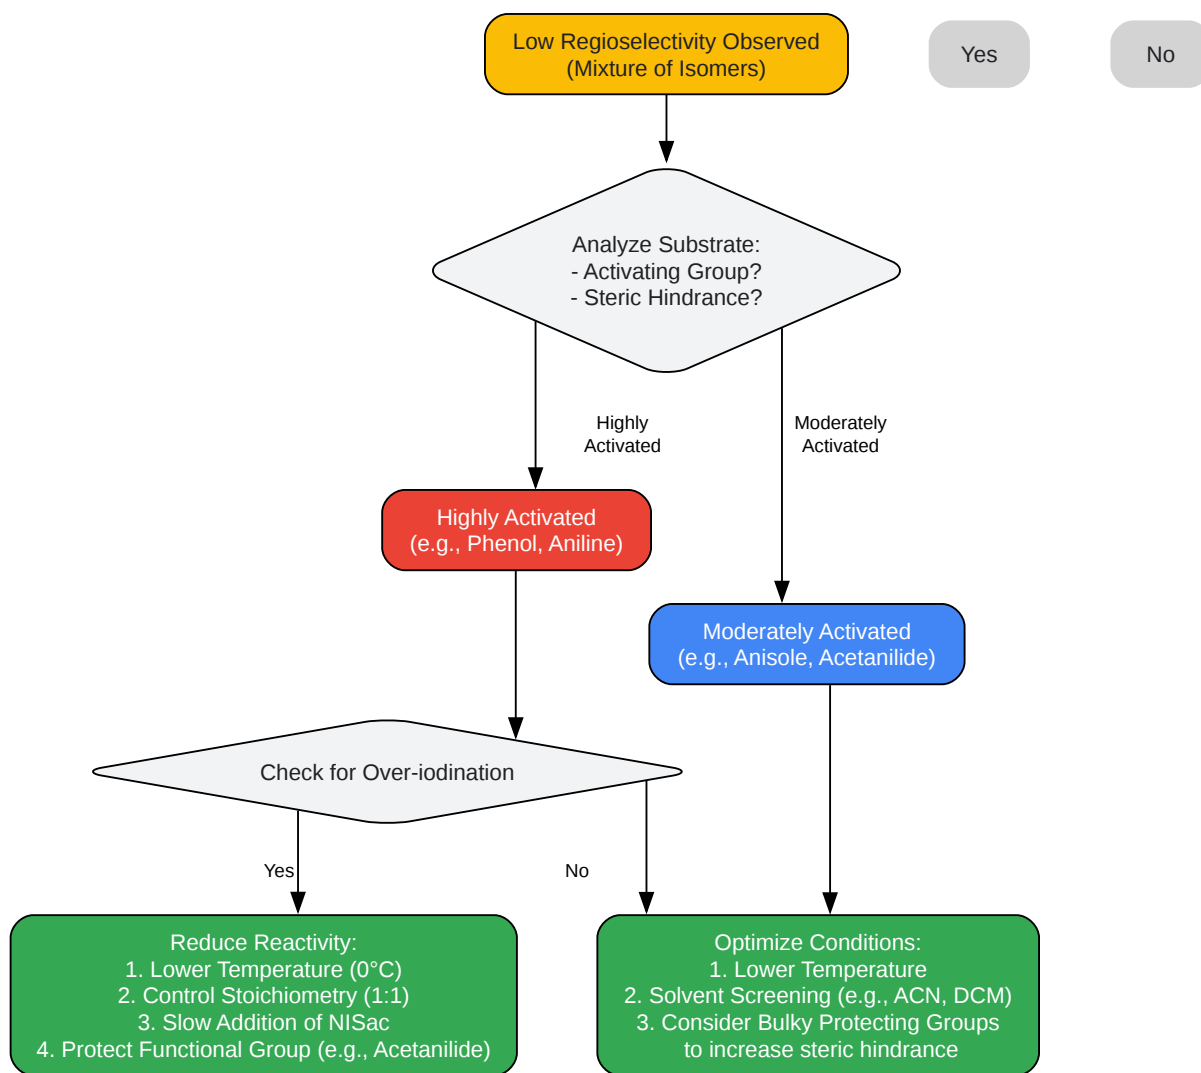 Low Regioselectivity Observed
(Mixture of Isomers)
Yes
No
Analyze Substrate:
- Activating Group?
- Steric Hindrance?
Highly
Activated
Moderately
Activated
Highly Activated
(e.g., Phenol, Aniline)
Moderately Activated
(e.g., Anisole, Acetanilide)
Check for Over-iodination
Yes
No
Reduce Reactivity:
1. Lower Temperature (0°C)
2. Control Stoichiometry (1:1)
3. Slow Addition of NISac
4. Protect Functional Group (e.g., Acetanilide)
Optimize Conditions:
1. Lower Temperature
2. Solvent Screening (e.g., ACN, DCM)
3. Consider Bulky Protecting Groups
to increase steric hindrance